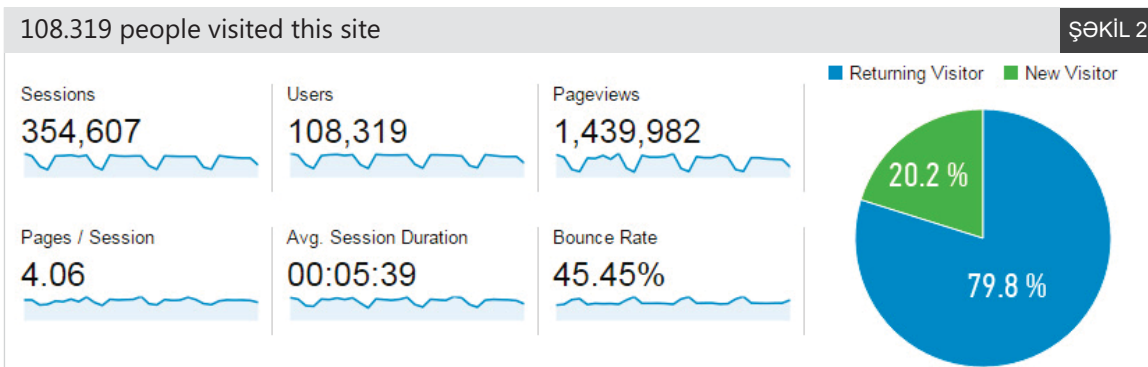 108.319 people visited this site
ŞƏKİL 2
Returning Visitor New Visitor
Sessions
354,607
Users
108,319
Pageviews
1,439,982
Pages / Session
4.06
Avg. Session Duration
00:05:39
Bounce Rate
45.45%
20.2 %
79.8 %